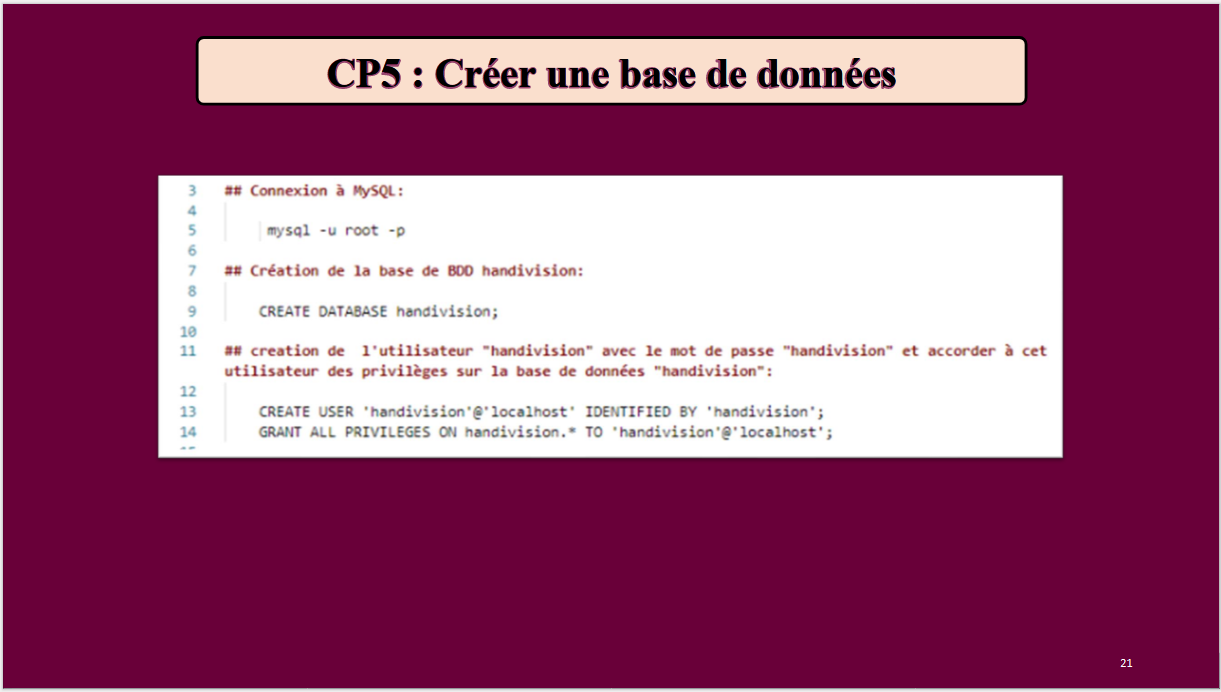 CP5 : Créer une base de données
3 ## Connexion à MySQL:
4
5 mysql -u root -p
6
7 ## Création de la base de BDD handivision:
8
9 CREATE DATABASE handivision;
10
11 ## creation de  l'utilisateur "handivision" avec le mot de passe "handivision" et accorder à cet
utilisateur des privilèges sur la base de données "handivision":
12
13 CREATE USER 'handivision'@'localhost' IDENTIFIED BY 'handivision';
14 GRANT ALL PRIVILEGES ON handivision.* TO 'handivision'@'localhost';
21